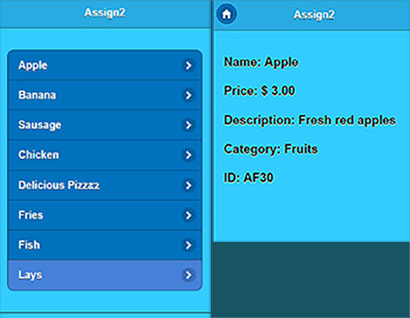 Assign2
Apple
Banana
Sausage
Chicken
Delicious Pizzzz
Fries
Fish
Lays
Assign2
Name: Apple
Price: $ 3.00
Description: Fresh red apples
Category: Fruits
ID: AF30